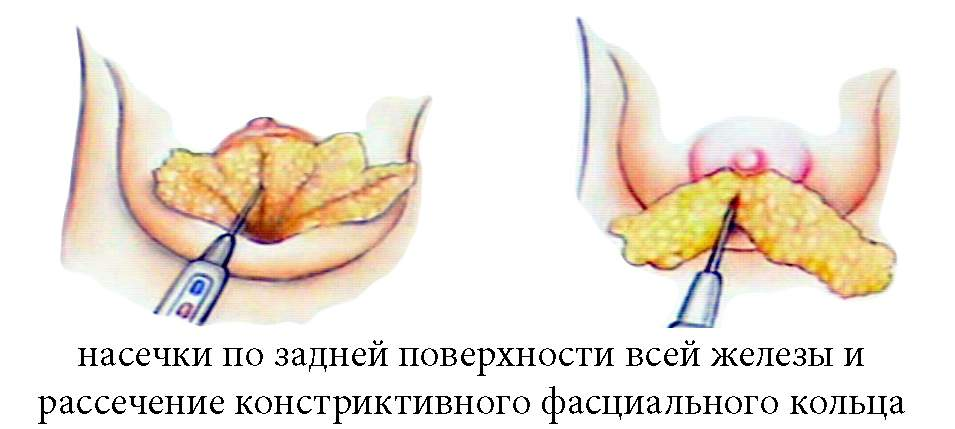 насечки по задней поверхности всей железы и
рассечение констриктивного фасциального кольца